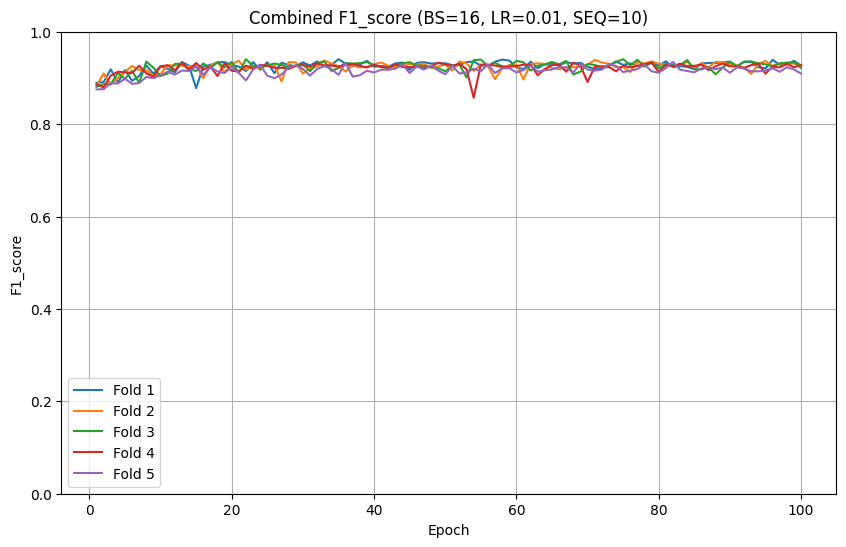 Combined F1_score (BS=16, LR=0.01, SEQ=10)
1.0
0.8
0.6
0.4
0.2
0.0
F1_score
Fold 1
Fold 2
Fold 3
Fold 4
Fold 5
0 20 40 60 80 100
Epoch